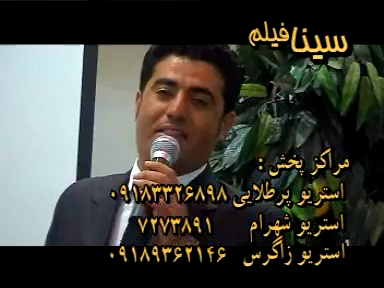 سینا فیلم
مراکز پخش :
استریو پرطلایی ۰۹۱۸۳۳۲۶۸۹۸
استریو شهرام ۷۲۷۳۸۹۱
استریو زاگرس ۰۹۱۸۹۳۶۲۱۴۶